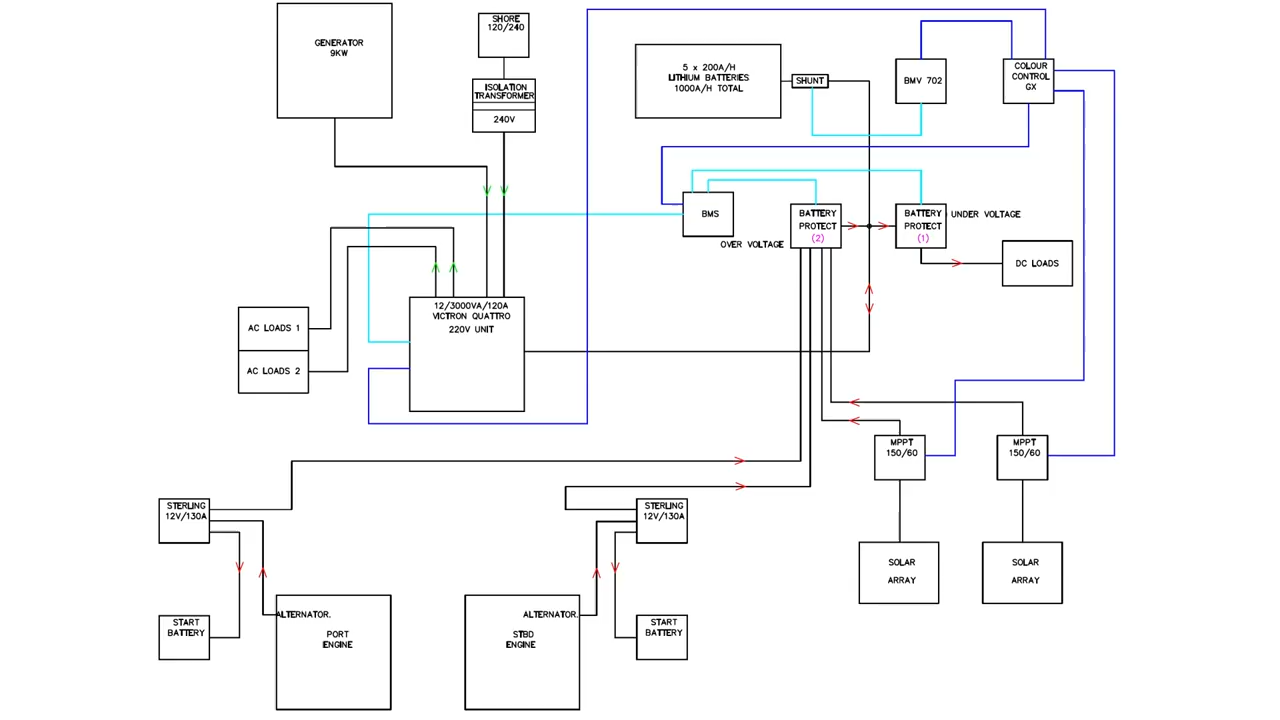 GENERATOR
9KW
SHORE
120/240
ISOLATION
TRANSFORMER
240V
5 x 200A/H
LITHIUM BATTERIES
1000A/H TOTAL
SHUNT
BMV 702
COLOUR
CONTROL
GX
BMS
BATTERY
PROTECT
(2)
OVER VOLTAGE
BATTERY
PROTECT
(1)
UNDER VOLTAGE
DC LOADS
12/3000VA/120A
VICTRON QUATTRO
220V UNIT
AC LOADS 1
AC LOADS 2
MPPT
150/60
MPPT
150/60
STERLING
12V/130A
STERLING
12V/130A
SOLAR
ARRAY
SOLAR
ARRAY
START
BATTERY
ALTERNATOR.
PORT
ENGINE
ALTERNATOR.
STBD
ENGINE
START
BATTERY